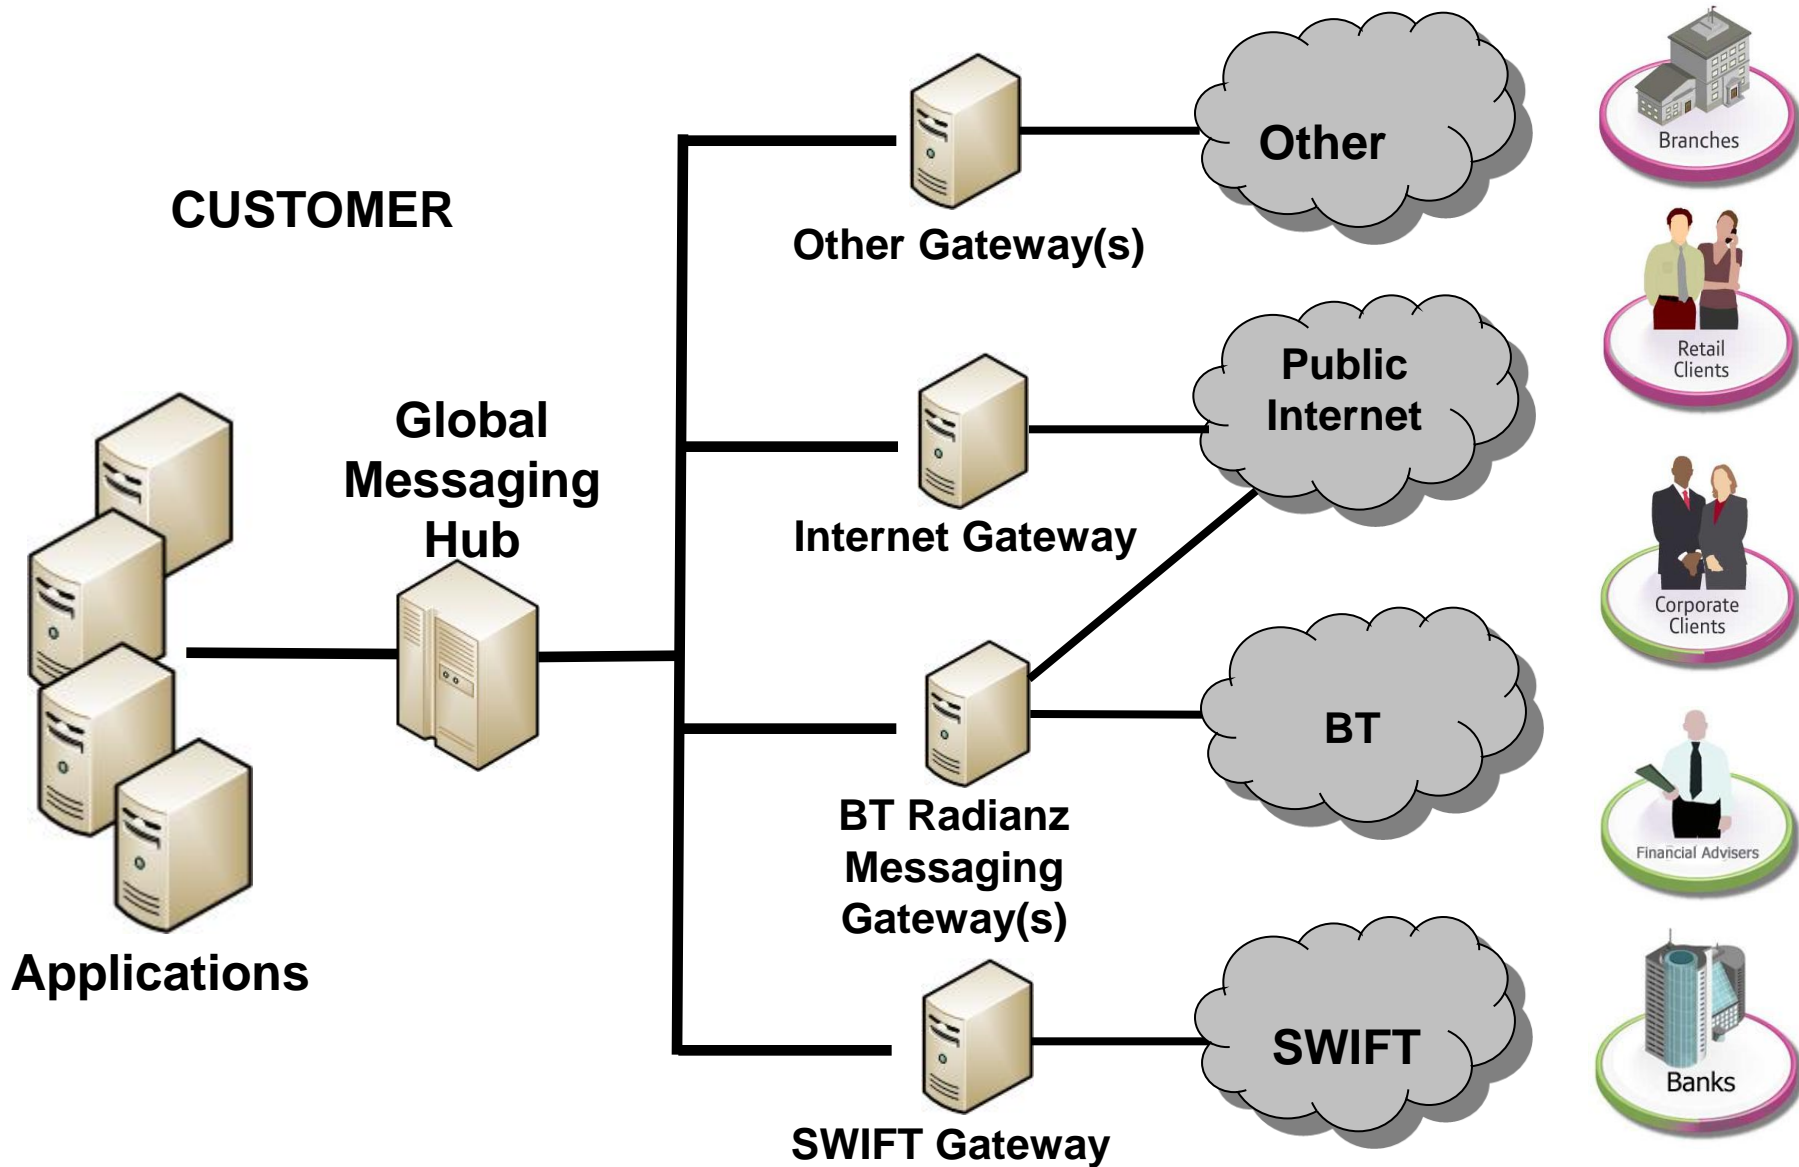 CUSTOMER
Applications
Global
Messaging
Hub
Other Gateway(s)
Internet Gateway
BT Radianz
Messaging
Gateway(s)
SWIFT Gateway
Other
Public
Internet
BT
SWIFT
Branches
Retail
Clients
Corporate
Clients
Financial Advisers
Banks